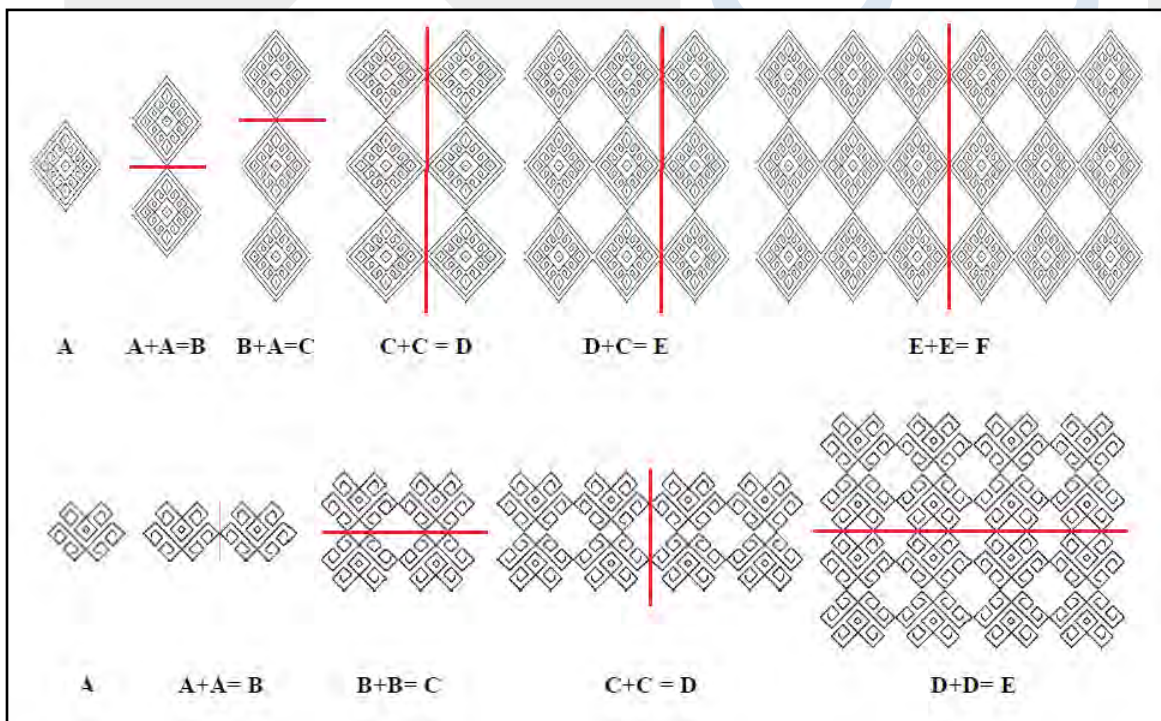 A A+A=B B+A=C C+C = D D+C= E E+E= F
A A+A= B B+B= C C+C = D D+D= E